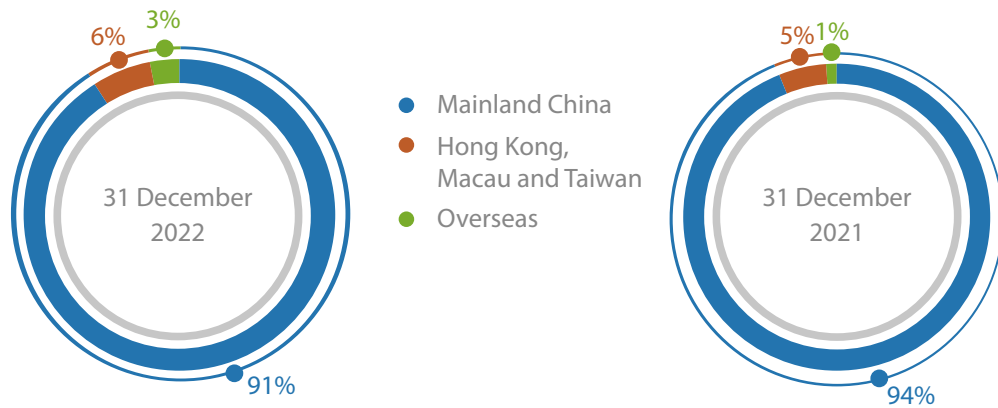 6%
3%
31 December
2022
91%
Mainland China
Hong Kong,
Macau and Taiwan
Overseas
5%
1%
31 December
2021
94%